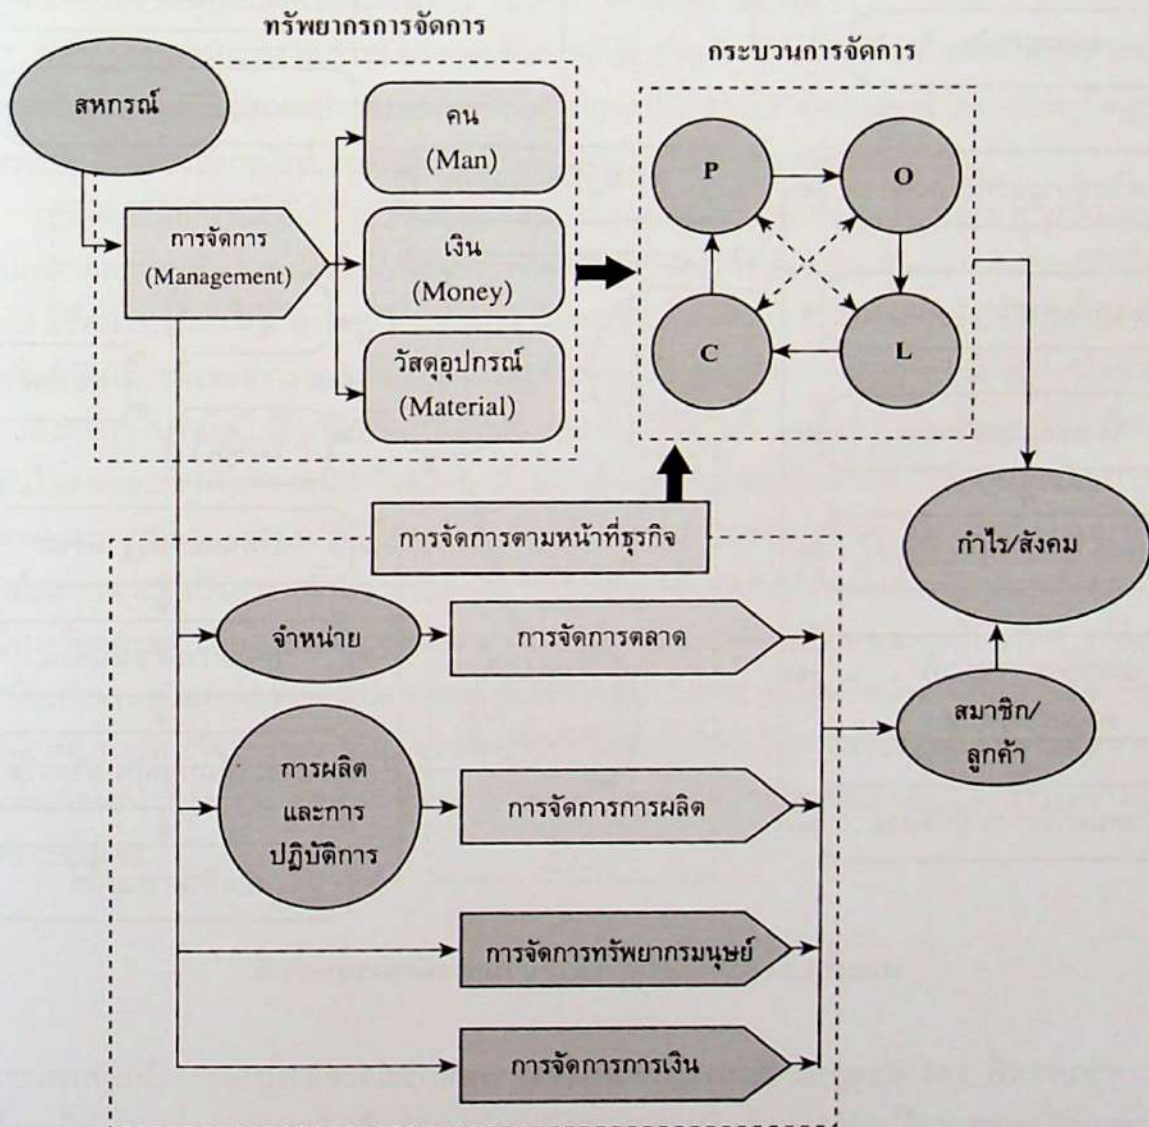 ทรัพยากรการจัดการ
กระบวนการจัดการ
สหกรณ์
คน
(Man)
การจัดการ
(Management)
เงิน
(Money)
วัสดุอุปกรณ์
(Material)
P
O
C
L
การจัดการตามหน้าที่ธุรกิจ
กำไร/สังคม
จำหน่าย
การจัดการตลาด
สมาชิก/
ลูกค้า
การผลิต
และการ
ปฏิบัติการ
การจัดการการผลิต
การจัดการทรัพยากรมนุษย์
การจัดการการเงิน